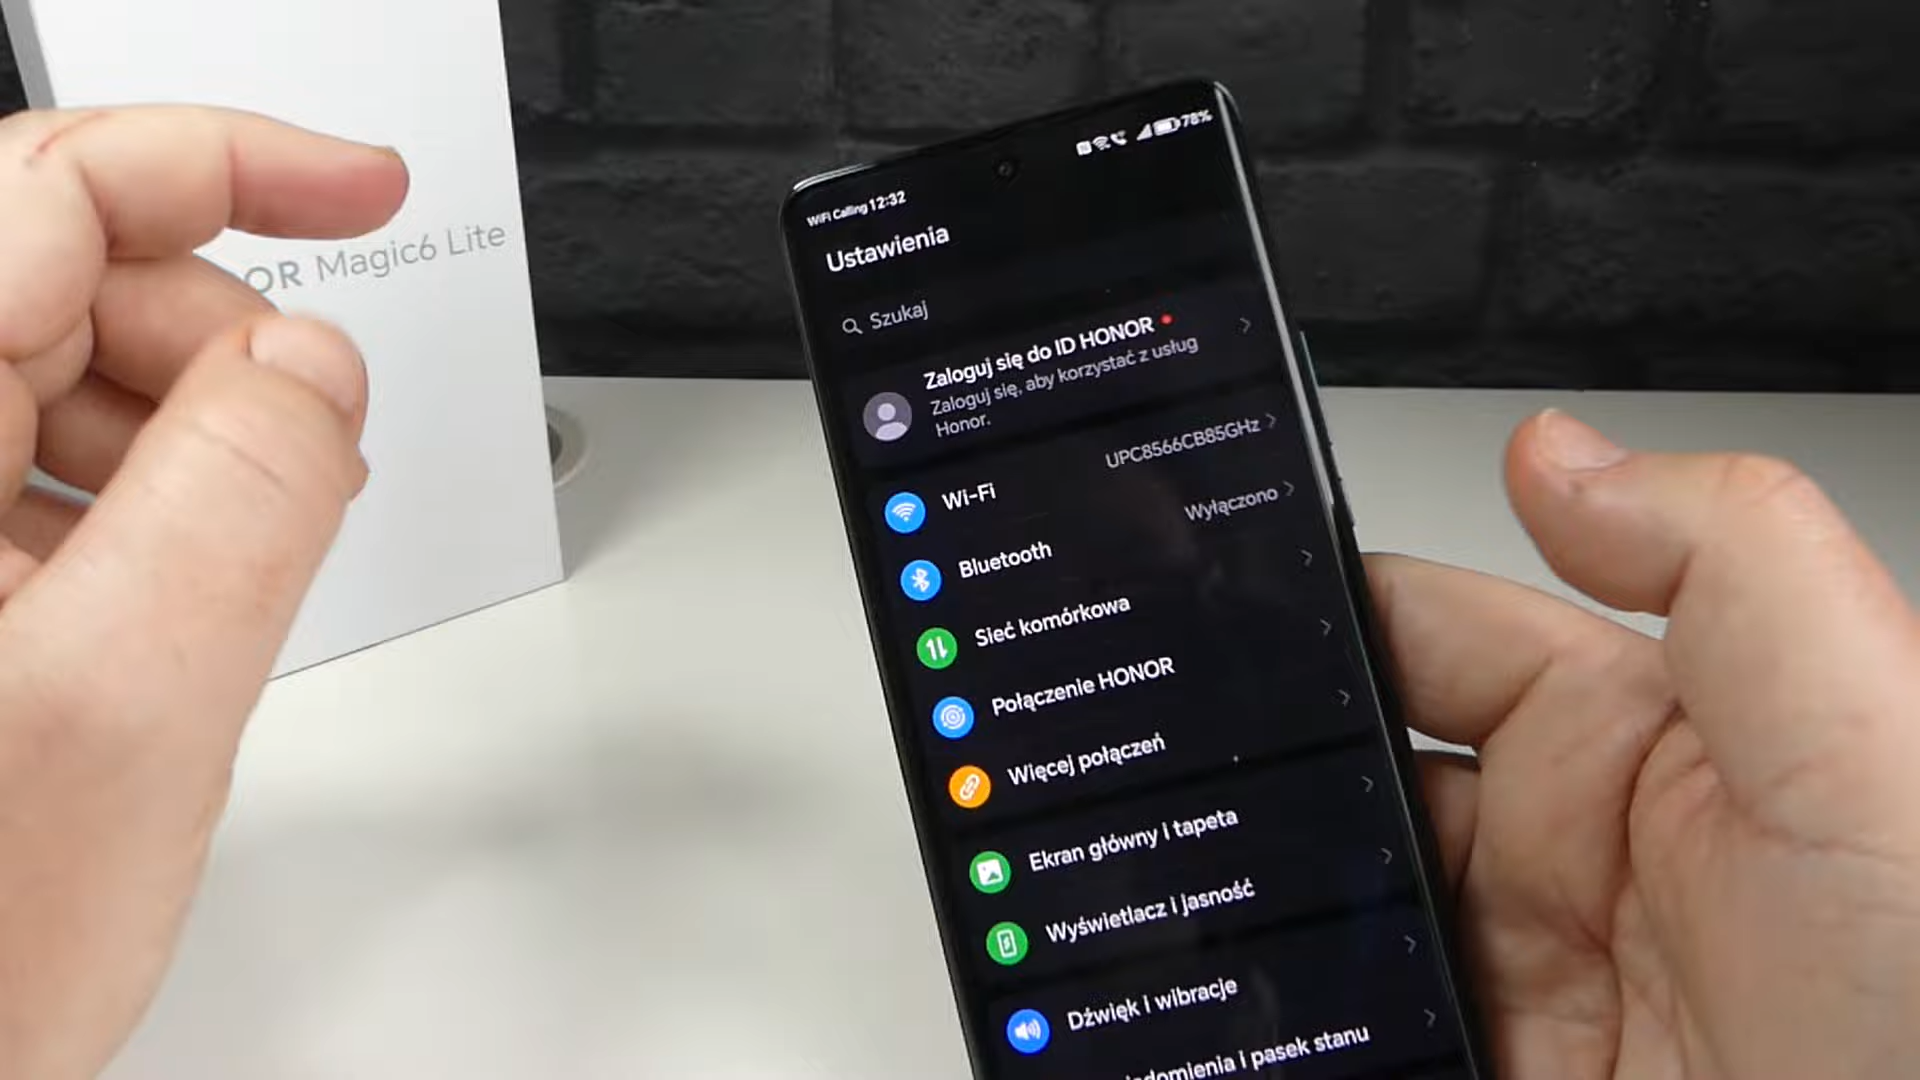 OR Magic6 Lite
WiFi Calling 12:32
78%
Ustawienia
Szukaj
Zaloguj się do ID HONOR
Zaloguj się, aby korzystać z usług
Honor.
Wi-Fi
UPC8566CB85GHz
Bluetooth
Wyłączono
Sieć komórkowa
Połączenie HONOR
Więcej połączeń
Ekran główny i tapeta
Wyświetlacz i jasność
Dźwięk i wibracje
i pasek stanu